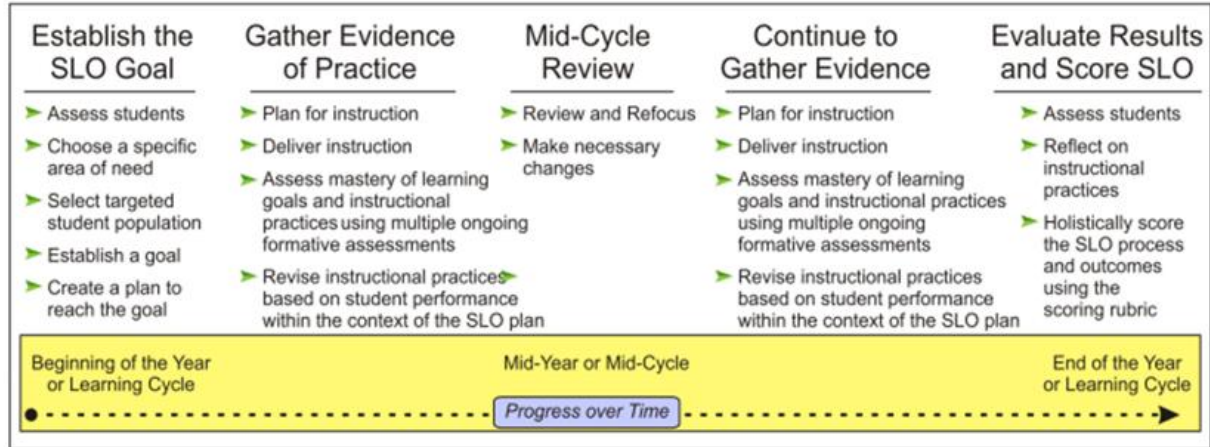 Establish the
SLO Goal
Assess students
Choose a specific
area of need
Select targeted
student population
Establish a goal
Create a plan to
reach the goal
Gather Evidence
of Practice
Plan for instruction
Deliver instruction
Assess mastery of learning
goals and instructional
practices using multiple ongoing
formative assessments
Revise instructional practices
based on student performance
within the context of the SLO plan
Mid-Cycle
Review
Review and Refocus
Make necessary
changes
Continue to
Gather Evidence
Plan for instruction
Deliver instruction
Assess mastery of learning
goals and instructional practices
using multiple ongoing
formative assessments
Revise instructional practices
based on student performance
within the context of the SLO plan
Evaluate Results
and Score SLO
Assess students
Reflect on
instructional
practices
Holistically score
the SLO process
and outcomes
using the
scoring rubric
Beginning of the Year
or Learning Cycle
Mid-Year or Mid-Cycle
End of the Year
or Learning Cycle
Progress over Time